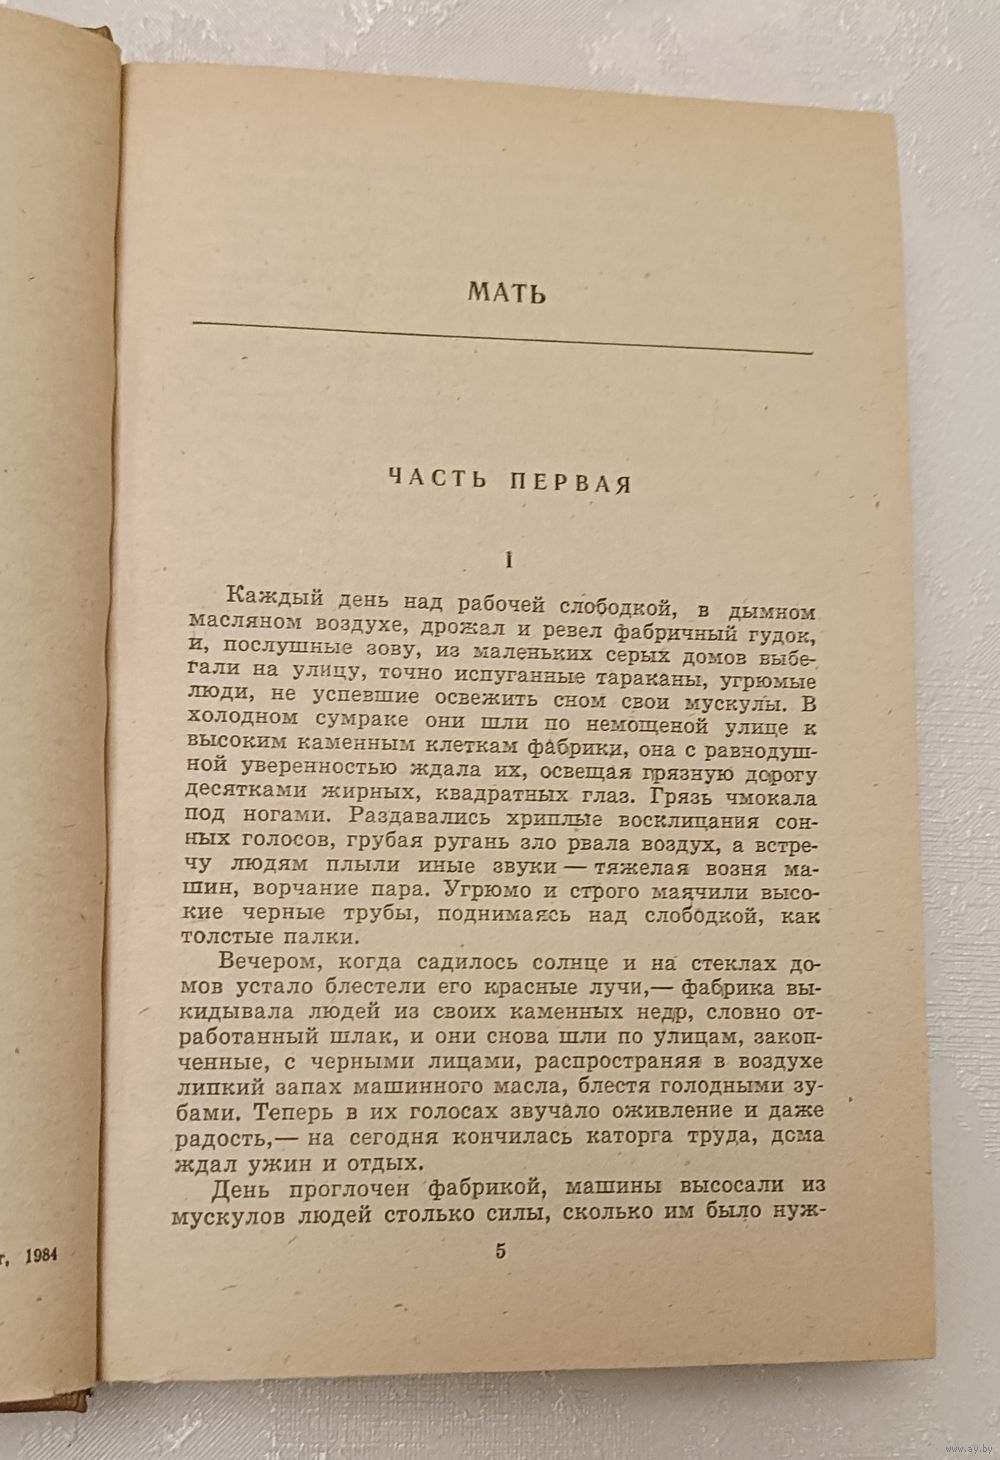 МАТЬ
ЧАСТЬ ПЕРВАЯ
I
Каждый день над рабочей слободкой, в дымном
масляном воздухе, дрожал и ревел фабричный гудок,
и, послушные зову, из маленьких серых домов выбе-
гали на улицу, точно испуганные тараканы, угрюмые
люди, не успевшие освежить сном свои мускулы. В
холодном сумраке они шли по немощеной улице к
высоким каменным клеткам фабрики, она с равнодуш-
ной уверенностью ждала их, освещая грязную дорогу
десятками жирных, квадратных глаз. Грязь чмокала
под ногами. Раздавались хриплые восклицания сон-
ных голосов, грубая ругань зло рвала воздух, а встре-
чу людям плыли иные звуки — тяжелая возня ма-
шин, ворчание пара. Угрюмо и строго маячили высо-
кие черные трубы, поднимаясь над слободкой, как
толстые палки.
Вечером, когда садилось солнце и на стеклах до-
мов устало блестели его красные лучи,— фабрика вы-
кидывала людей из своих каменных недр, словно от-
работанный шлак, и они снова шли по улицам, закоп-
ченные, с черными лицами, распространяя в воздухе
липкий запах машинного масла, блестя голодными зу-
бами. Теперь в их голосах звучало оживление и даже
радость,— на сегодня кончилась каторга труда, дома
ждал ужин и отдых.
День проглочен фабрикой, машины высосали из
мускулов людей столько силы, сколько им было нуж-
5
г, 1984
www.ay.by